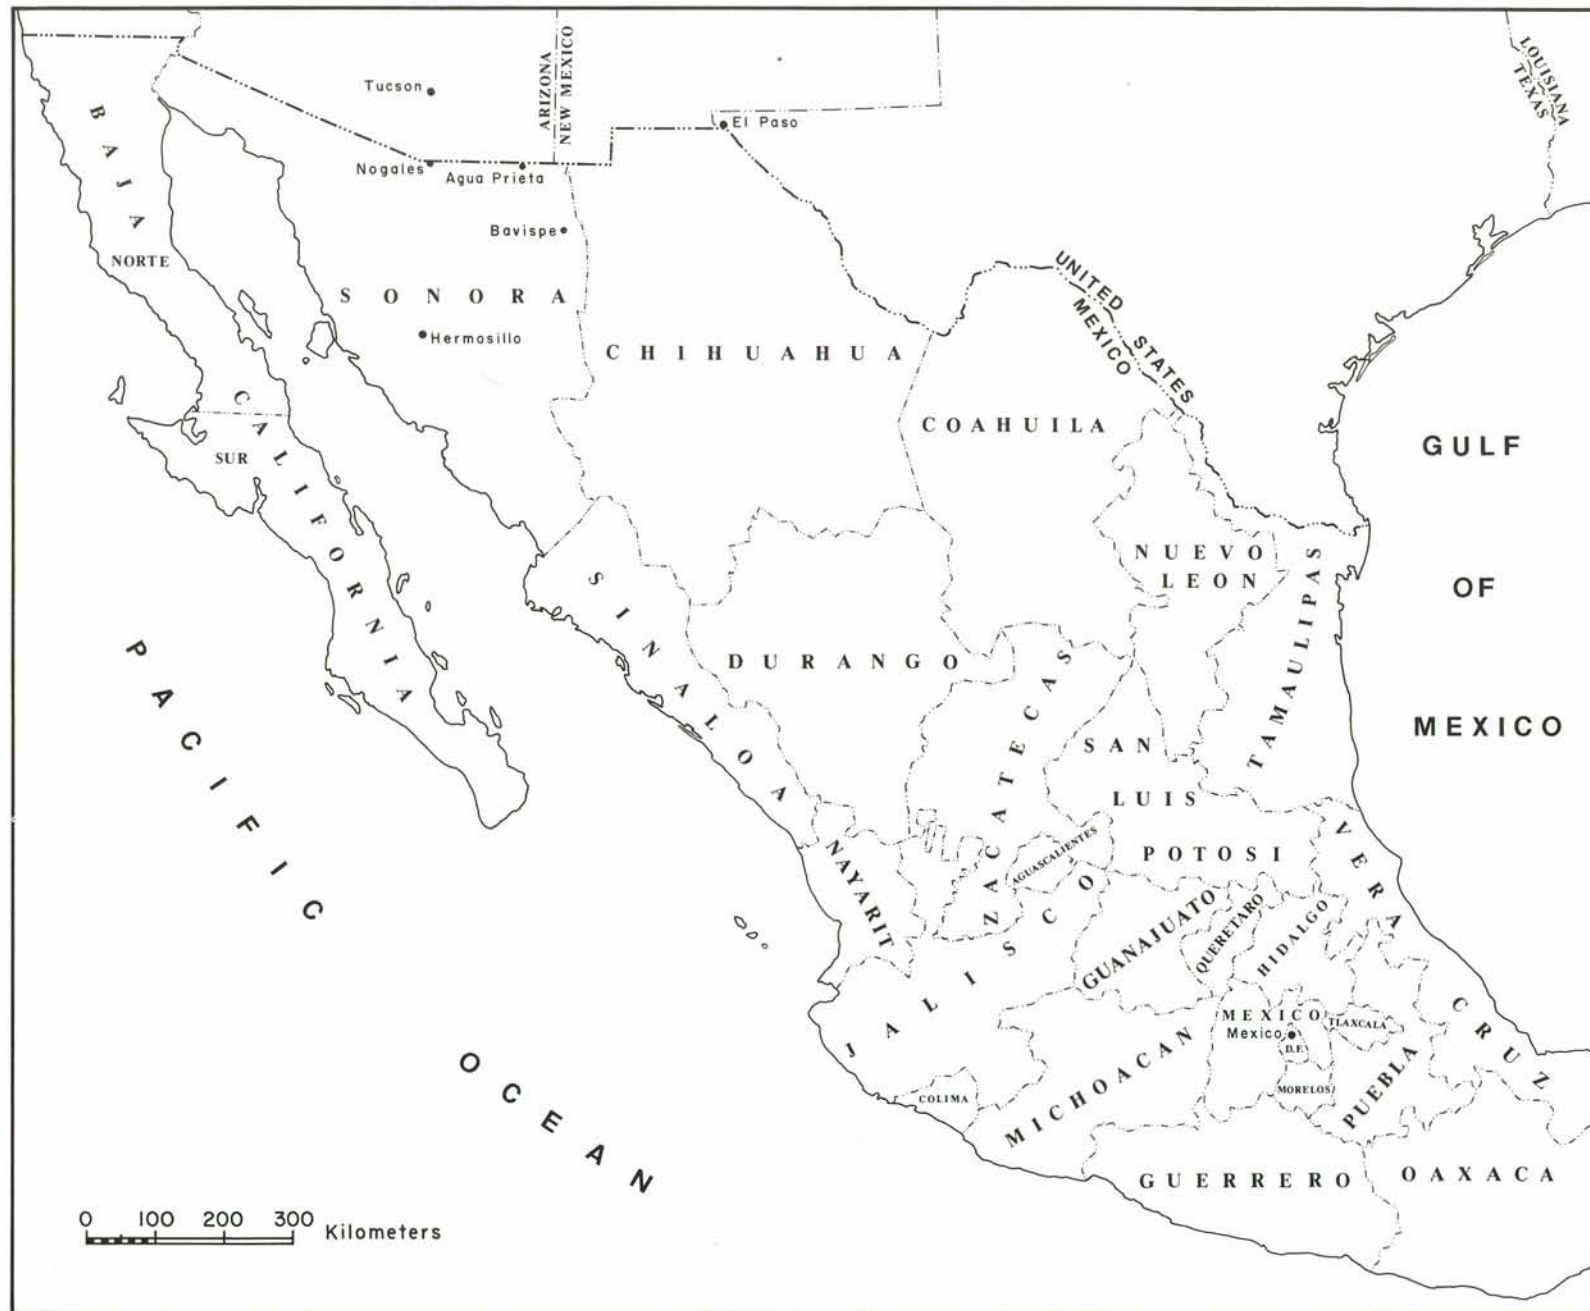 LOUISIANA
TEXAS
ARIZONA
NEW MEXICO
Tucson
El Paso
Nogales
Agua Prieta
Bavispe
BAJA
NORTE
CALIFORNIA
SUR
SONORA
Hermosillo
CHIHUAHUA
UNITED STATES
MEXICO
COAHUILA
GULF
OF
MEXICO
NUEVO
LEON
TAMAULIPAS
SINALOA
DURANGO
ZACATECAS
SAN
LUIS
POTOSI
AGUASCALIENTES
NAYARIT
JALISCO
GUANAJUATO
QUERETARO
HIDALGO
VERA CRUZ
MEXICO
Mexico
D.F.
TLAXCALA
MORELOS
PUEBLA
MICHOACAN
COLIMA
GUERRERO
OAXACA
PACIFIC
OCEAN
0 100 200 300 Kilometers